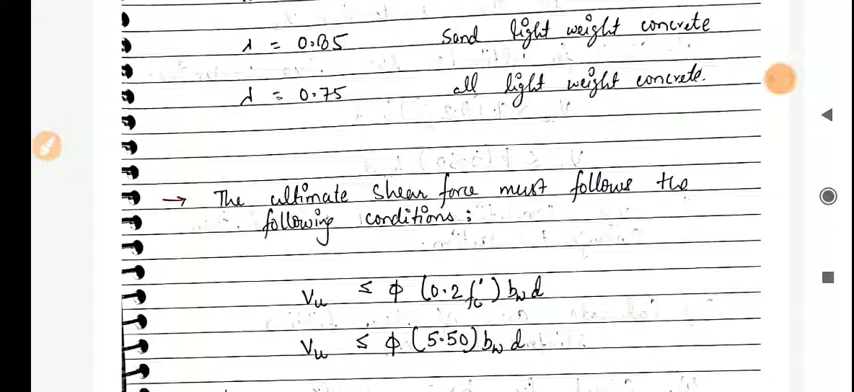 λ = 0.85 sand light weight concrete
λ = 0.75 all light weight concrete.
→ The ultimate shear force must follows the
following conditions :
Vu ≤ φ (0.2 fc') bw d
Vu ≤ φ (5.50) bw d